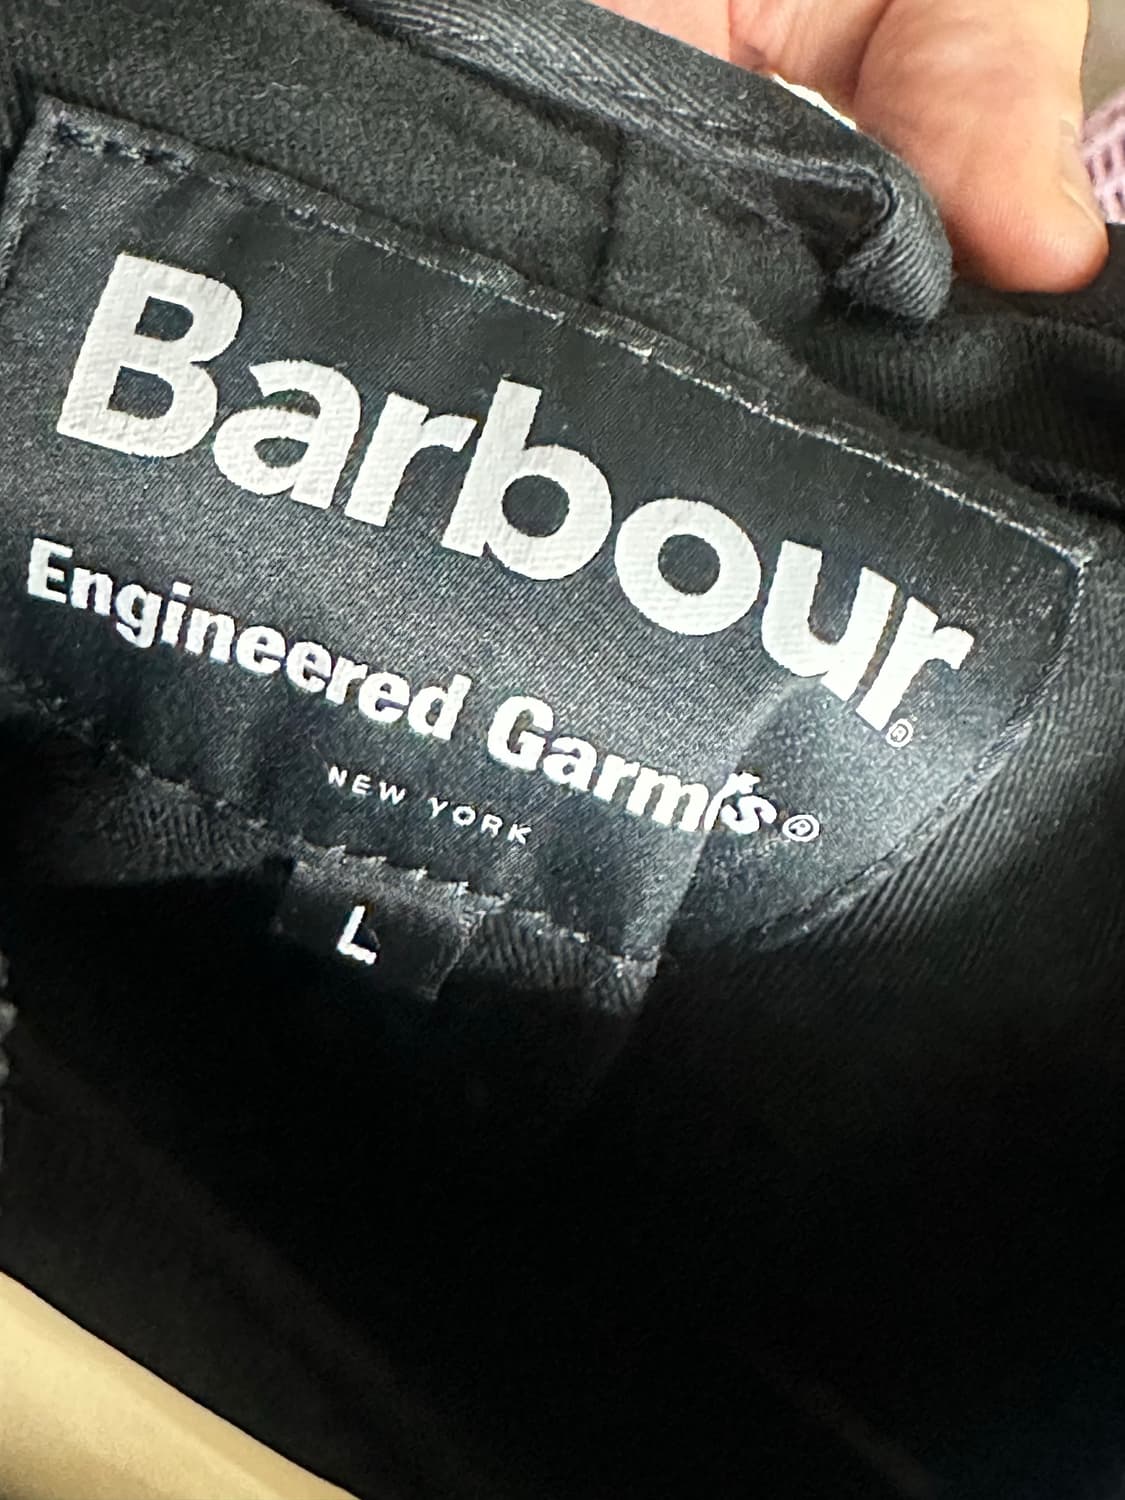 Barbour®
Engineered Garm s®
NEW YORK
L